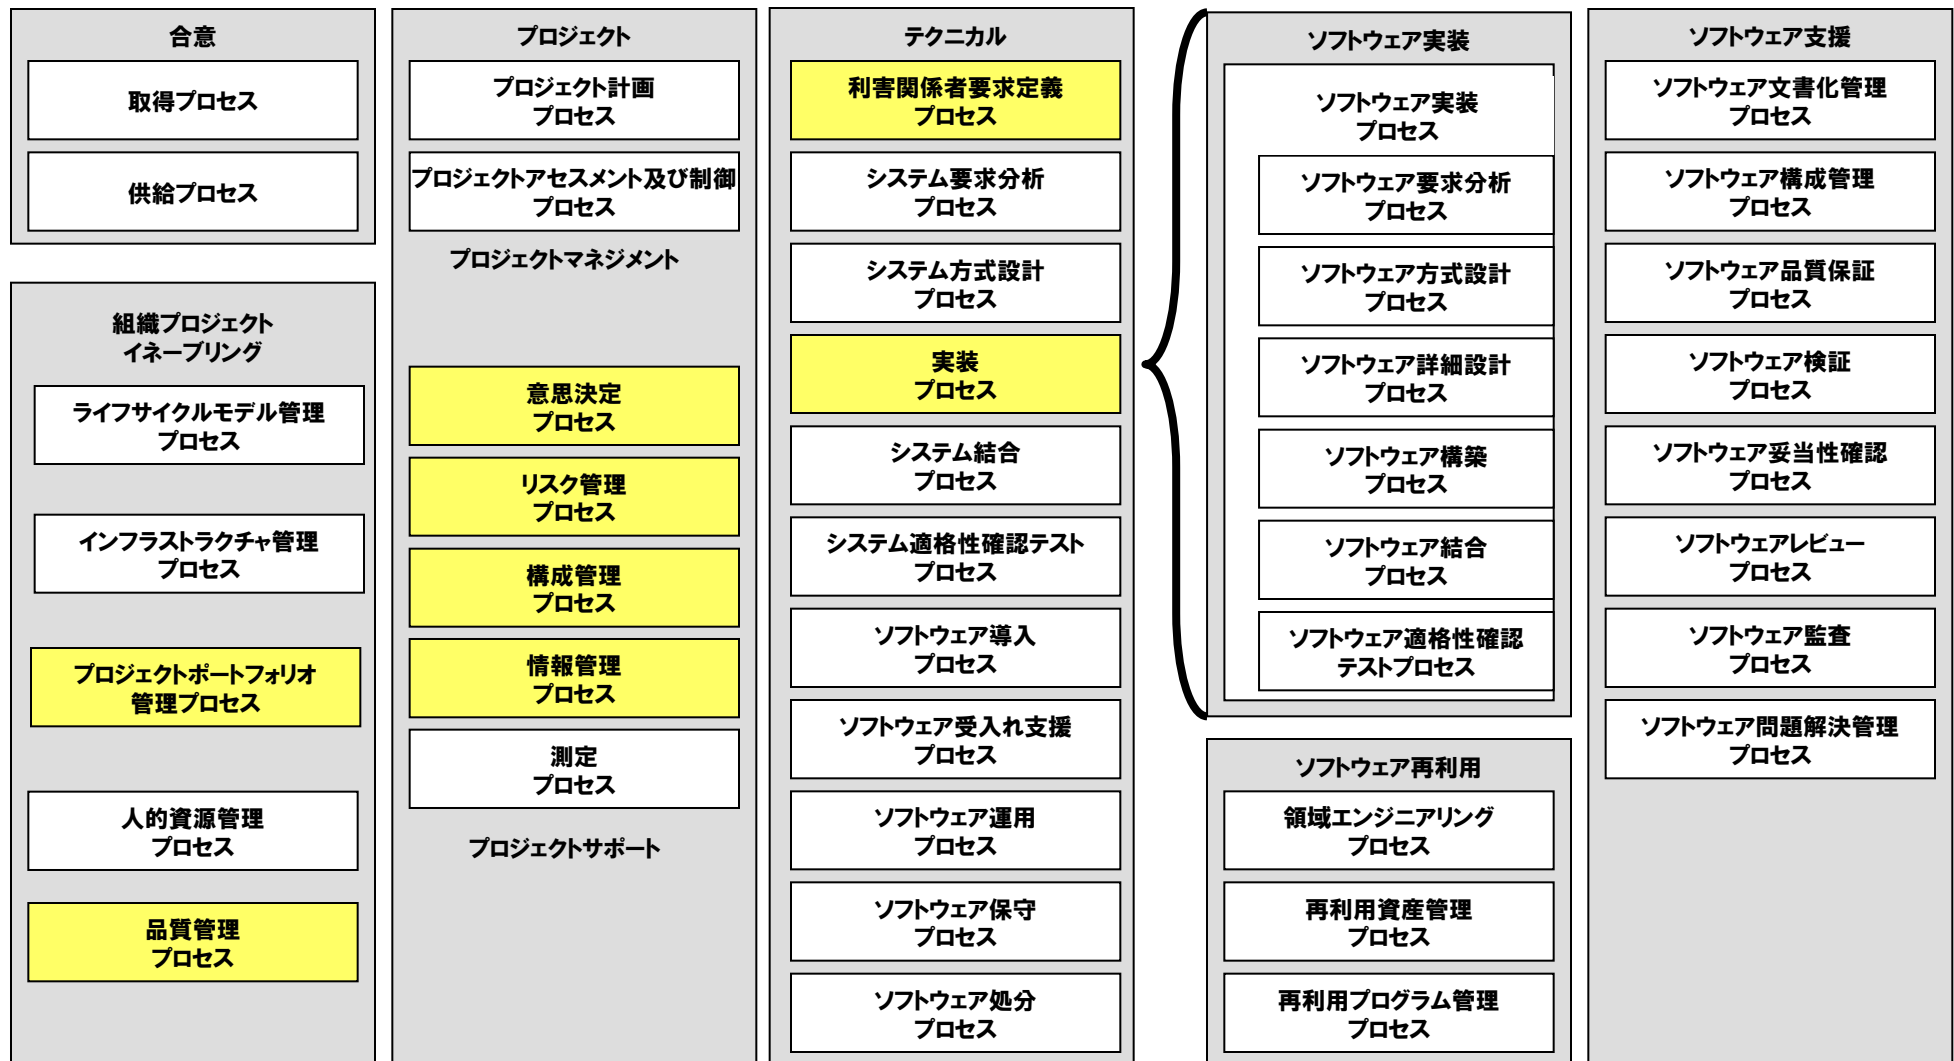 合意
取得プロセス
供給プロセス
組織プロジェクト
イネーブリング
ライフサイクルモデル管理
プロセス
インフラストラクチャ管理
プロセス
プロジェクトポートフォリオ
管理プロセス
人的資源管理
プロセス
品質管理
プロセス
プロジェクト
プロジェクト計画
プロセス
プロジェクトアセスメント及び制御
プロセス
プロジェクトマネジメント
意思決定
プロセス
リスク管理
プロセス
構成管理
プロセス
情報管理
プロセス
測定
プロセス
プロジェクトサポート
テクニカル
利害関係者要求定義
プロセス
システム要求分析
プロセス
システム方式設計
プロセス
実装
プロセス
システム結合
プロセス
システム適格性確認テスト
プロセス
ソフトウェア導入
プロセス
ソフトウェア受入れ支援
プロセス
ソフトウェア運用
プロセス
ソフトウェア保守
プロセス
ソフトウェア処分
プロセス
ソフトウェア実装
ソフトウェア実装
プロセス
ソフトウェア要求分析
プロセス
ソフトウェア方式設計
プロセス
ソフトウェア詳細設計
プロセス
ソフトウェア構築
プロセス
ソフトウェア結合
プロセス
ソフトウェア適格性確認
テストプロセス
ソフトウェア再利用
領域エンジニアリング
プロセス
再利用資産管理
プロセス
再利用プログラム管理
プロセス
ソフトウェア支援
ソフトウェア文書化管理
プロセス
ソフトウェア構成管理
プロセス
ソフトウェア品質保証
プロセス
ソフトウェア検証
プロセス
ソフトウェア妥当性確認
プロセス
ソフトウェアレビュー
プロセス
ソフトウェア監査
プロセス
ソフトウェア問題解決管理
プロセス